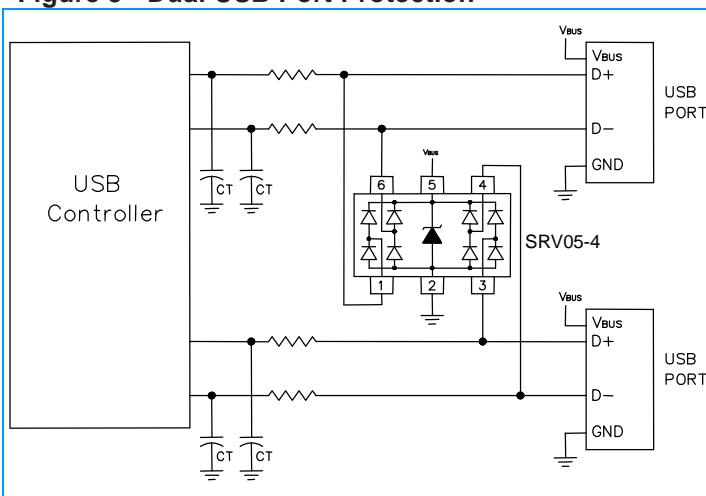 Figure 3 Dual USB Port Protection
VBUS
VBUS
D+
USB
PORT
D-
GND
CT
CT
USB
Controller
VBUS
6
5
4
SRV05-4
1
2
3
VBUS
VBUS
D+
USB
PORT
D-
GND
CT
CT